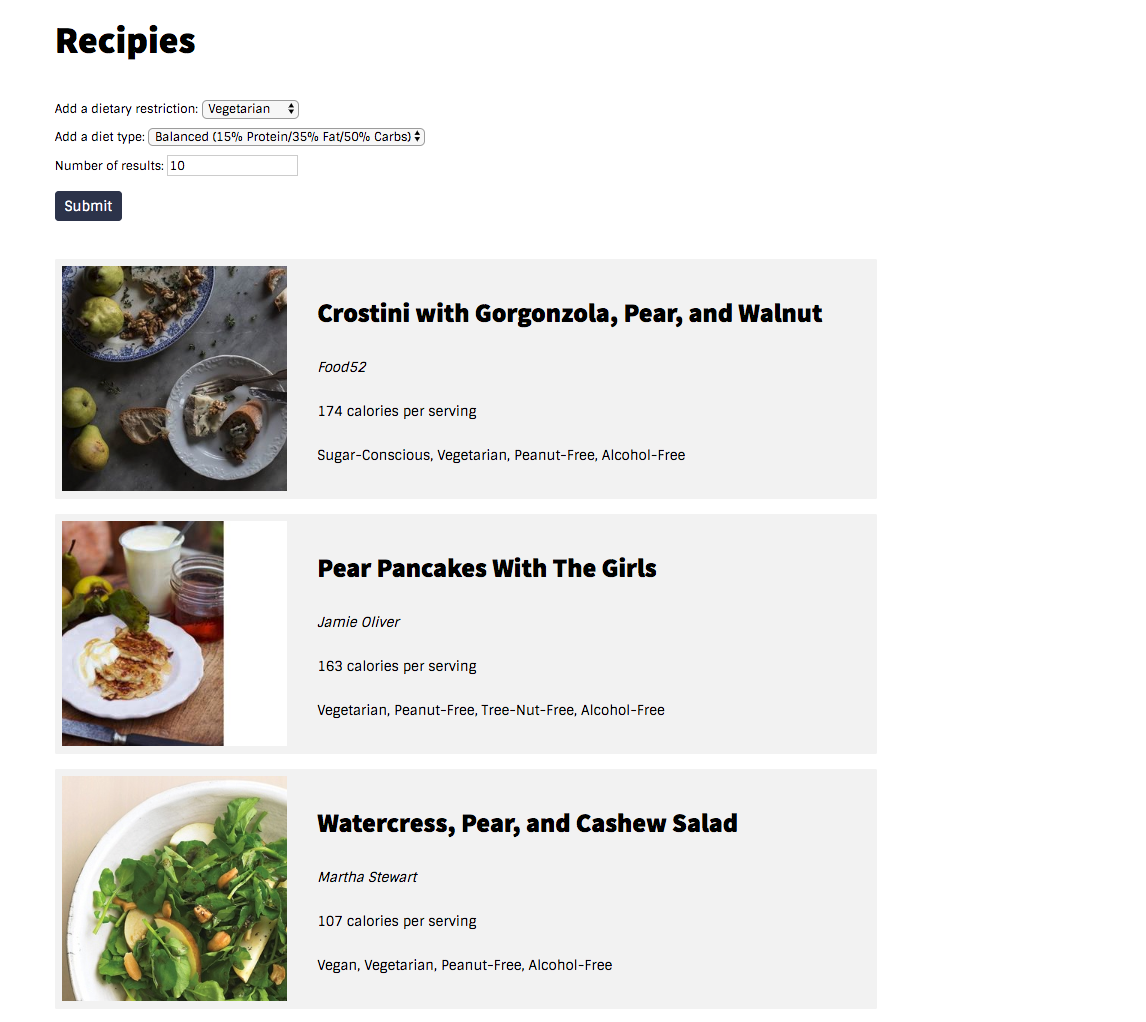 Recipies
Add a dietary restriction: Vegetarian
Add a diet type: Balanced (15% Protein/35% Fat/50% Carbs)
Number of results: 10
Submit
Crostini with Gorgonzola, Pear, and Walnut
Food52
174 calories per serving
Sugar-Conscious, Vegetarian, Peanut-Free, Alcohol-Free
Pear Pancakes With The Girls
Jamie Oliver
163 calories per serving
Vegetarian, Peanut-Free, Tree-Nut-Free, Alcohol-Free
Watercress, Pear, and Cashew Salad
Martha Stewart
107 calories per serving
Vegan, Vegetarian, Peanut-Free, Alcohol-Free